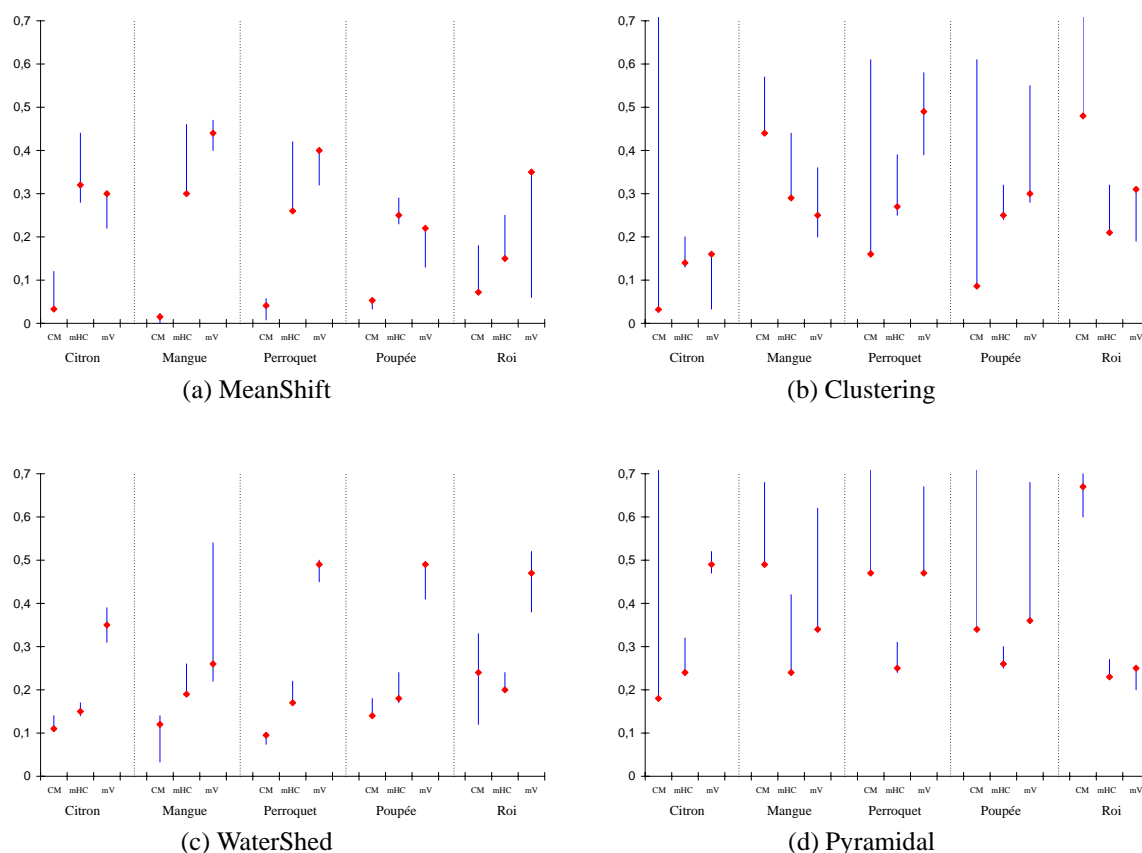 0,7 0,7
0,6 0,6
0,5 0,5
0,4 0,4
0,3 0,3
0,2 0,2
0,1 0,1
0 0
CM mHC mV CM mHC mV CM mHC mV CM mHC mV CM mHC mV CM mHC mV CM mHC mV CM mHC mV CM mHC mV CM mHC mV
Citron Mangue Perroquet Poupée Roi Citron Mangue Perroquet Poupée Roi
(a) MeanShift (b) Clustering
0,7 0,7
0,6 0,6
0,5 0,5
0,4 0,4
0,3 0,3
0,2 0,2
0,1 0,1
0 0
CM mHC mV CM mHC mV CM mHC mV CM mHC mV CM mHC mV CM mHC mV CM mHC mV CM mHC mV CM mHC mV CM mHC mV
Citron Mangue Perroquet Poupée Roi Citron Mangue Perroquet Poupée Roi
(c) WaterShed (d) Pyramidal